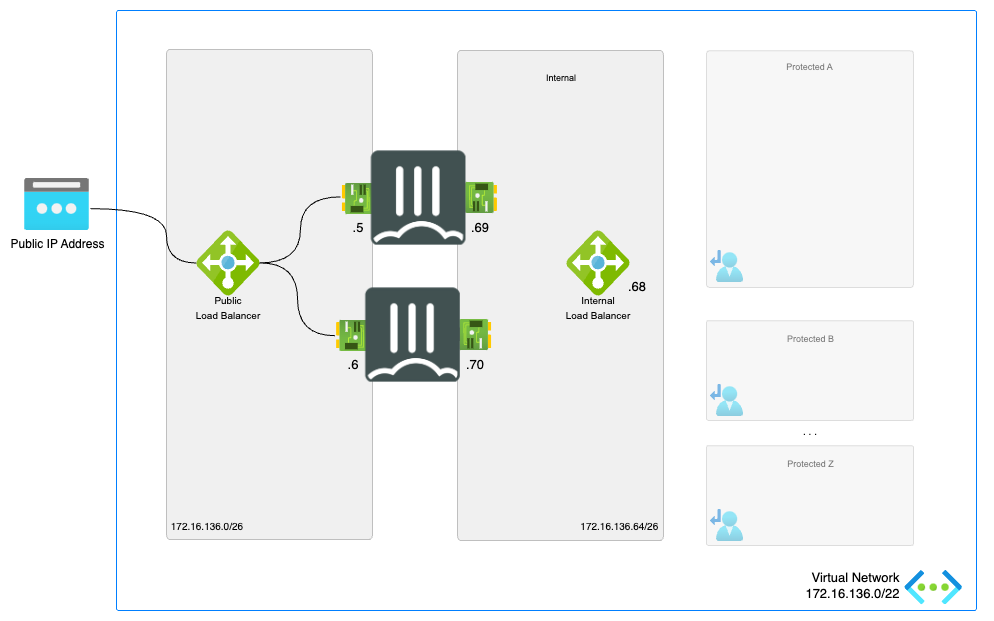 Internal
Protected A
Public IP Address
.5
.69
Public
Load Balancer
.68
Internal
Load Balancer
.6
.70
Protected B
. . .
Protected Z
172.16.136.0/26
172.16.136.64/26
Virtual Network
172.16.136.0/22